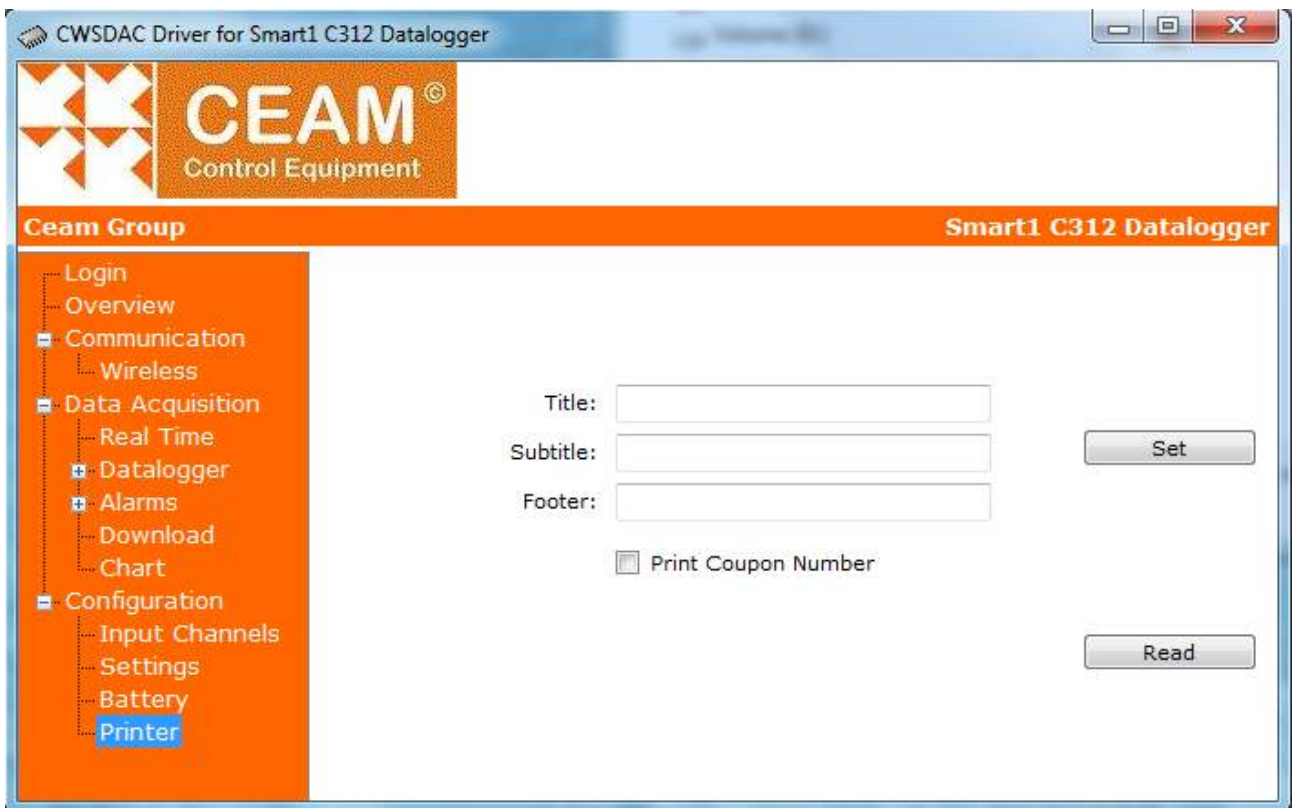 CWSDAC Driver for Smart1 C312 Datalogger
CEAM©
Control Equipment
Ceam Group
Smart1 C312 Datalogger
Login
Overview
Communication
Wireless
Data Acquisition
Real Time
Datalogger
Alarms
Download
Chart
Configuration
Input Channels
Settings
Battery
Printer
Title:
Subtitle:
Footer:
Print Coupon Number
Set
Read